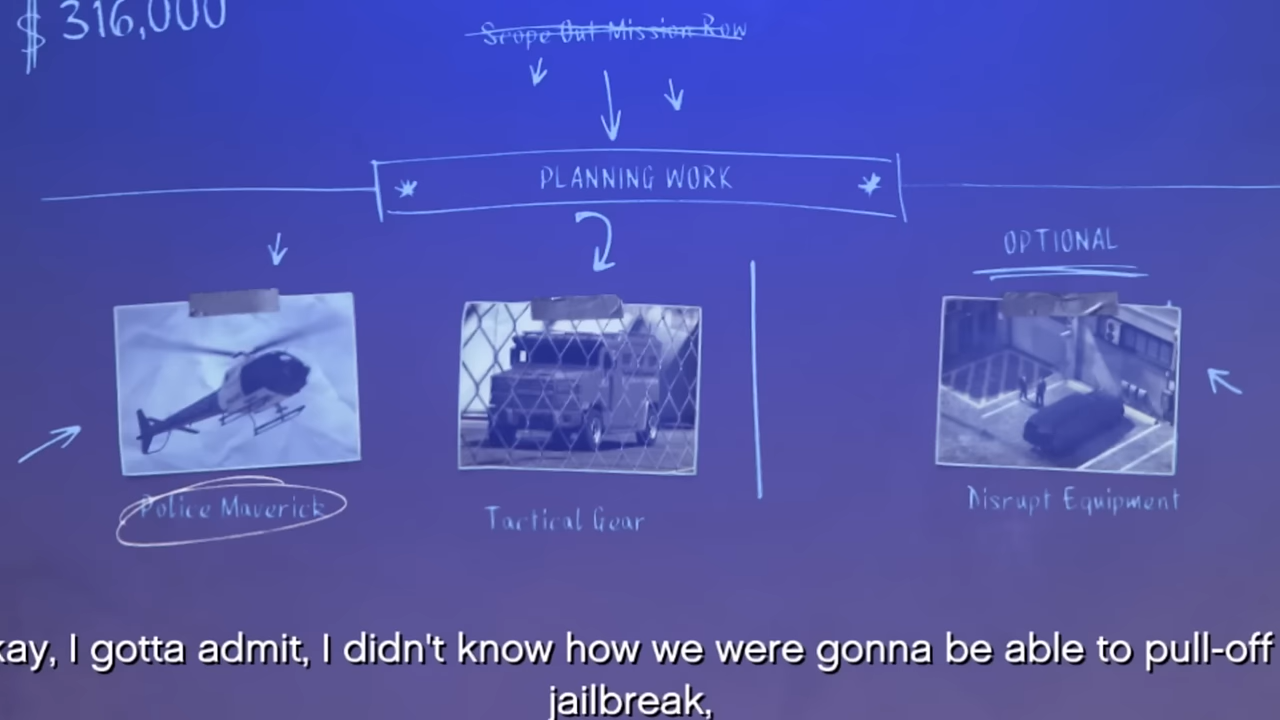 $ 316,000
Scope Out Mission Row
PLANNING WORK
OPTIONAL
Police Maverick
Tactical Gear
Disrupt Equipment
kay, I gotta admit, I didn't know how we were gonna be able to pull-off
jailbreak,